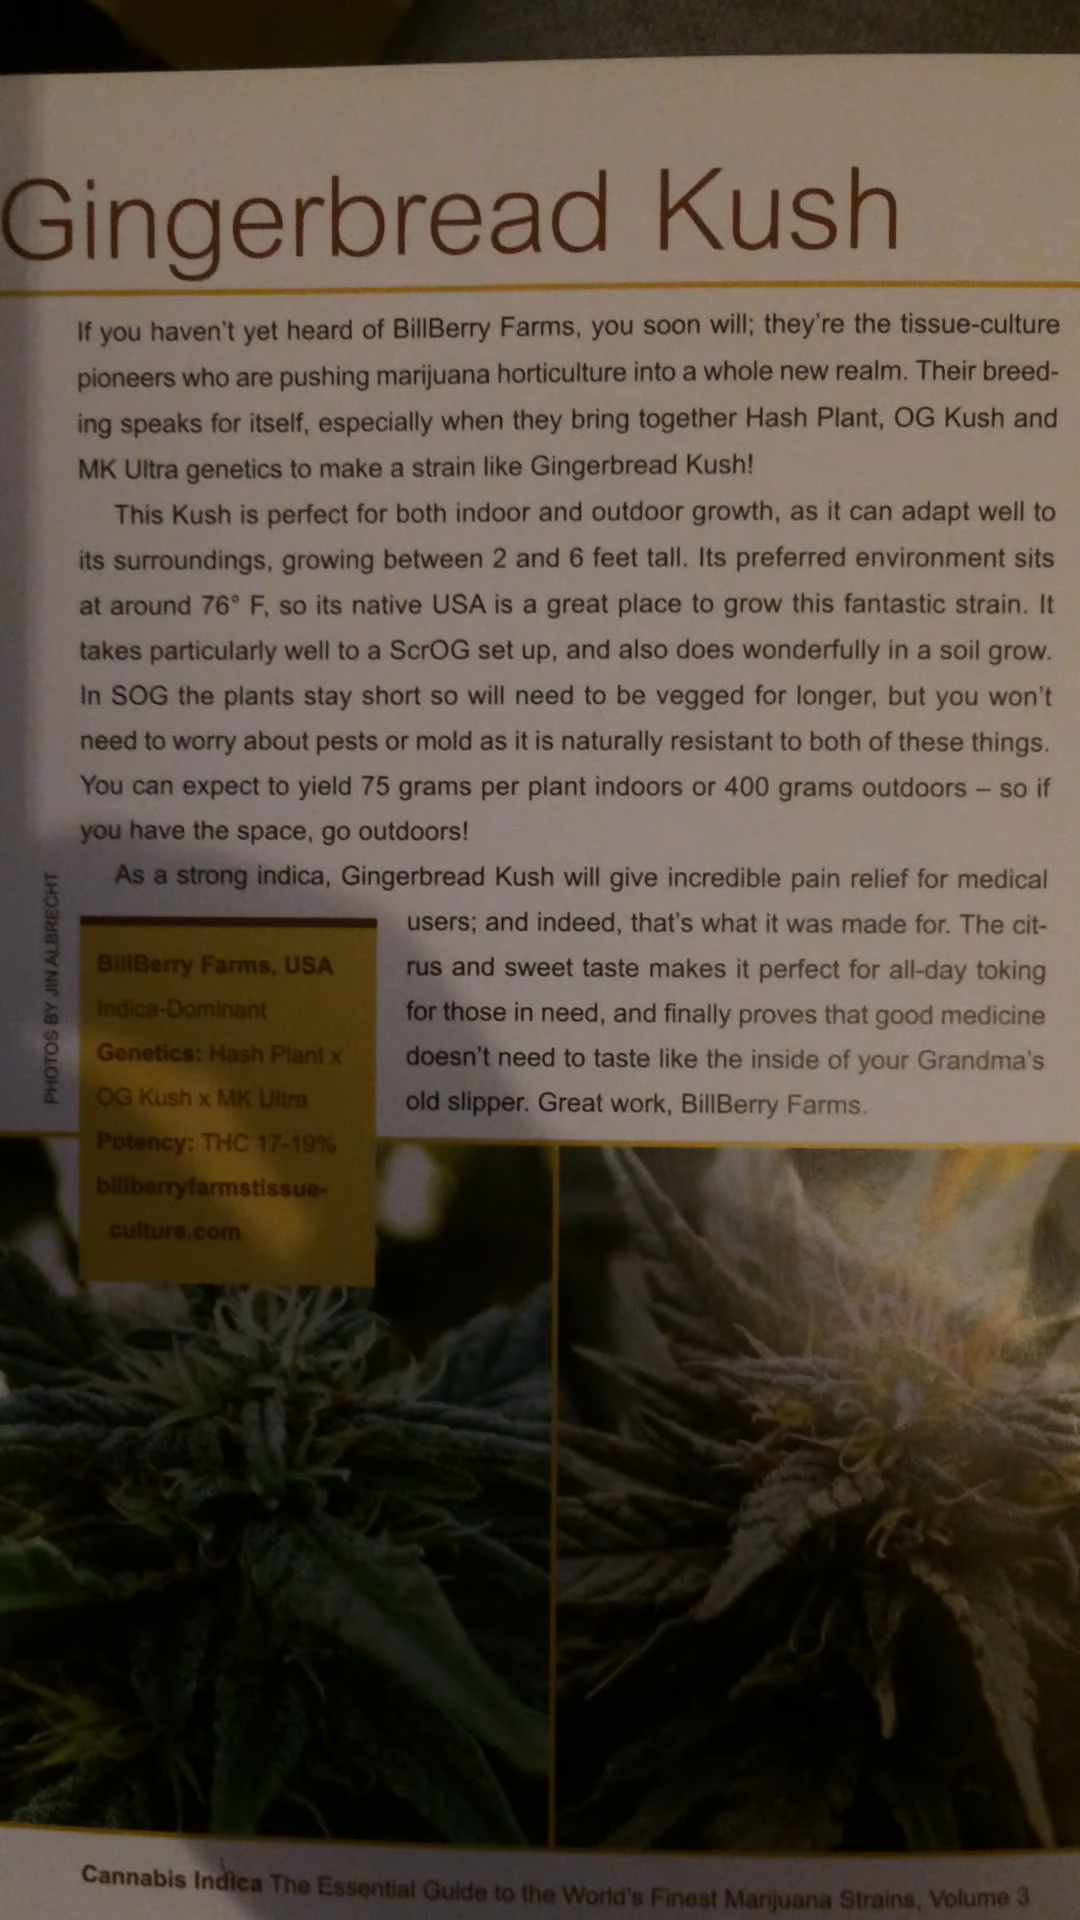 Gingerbread Kush
If you haven't yet heard of BillBerry Farms, you soon will; they're the tissue-culture
pioneers who are pushing marijuana horticulture into a whole new realm. Their breed-
ing speaks for itself, especially when they bring together Hash Plant, OG Kush and
MK Ultra genetics to make a strain like Gingerbread Kush!
This Kush is perfect for both indoor and outdoor growth, as it can adapt well to
its surroundings, growing between 2 and 6 feet tall. Its preferred environment sits
at around 76° F, so its native USA is a great place to grow this fantastic strain. It
takes particularly well to a ScrOG set up, and also does wonderfully in a soil grow.
In SOG the plants stay short so will need to be vegged for longer, but you won't
need to worry about pests or mold as it is naturally resistant to both of these things.
You can expect to yield 75 grams per plant indoors or 400 grams outdoors – so if
you have the space, go outdoors!
As a strong indica, Gingerbread Kush will give incredible pain relief for medical
users; and indeed, that's what it was made for. The cit-
rus and sweet taste makes it perfect for all-day toking
for those in need, and finally proves that good medicine
doesn't need to taste like the inside of your Grandma's
old slipper. Great work, BillBerry Farms.
PHOTOS BY JIN ALBRECHT
BillBerry Farms, USA
Indica-Dominant
Genetics: Hash Plant x
OG Kush x MK Ultra
Potency: THC 17-19%
billberryfarmstissue-
culture.com
Cannabis Indica The Essential Guide to the World's Finest Marijuana Strains, Volume 3